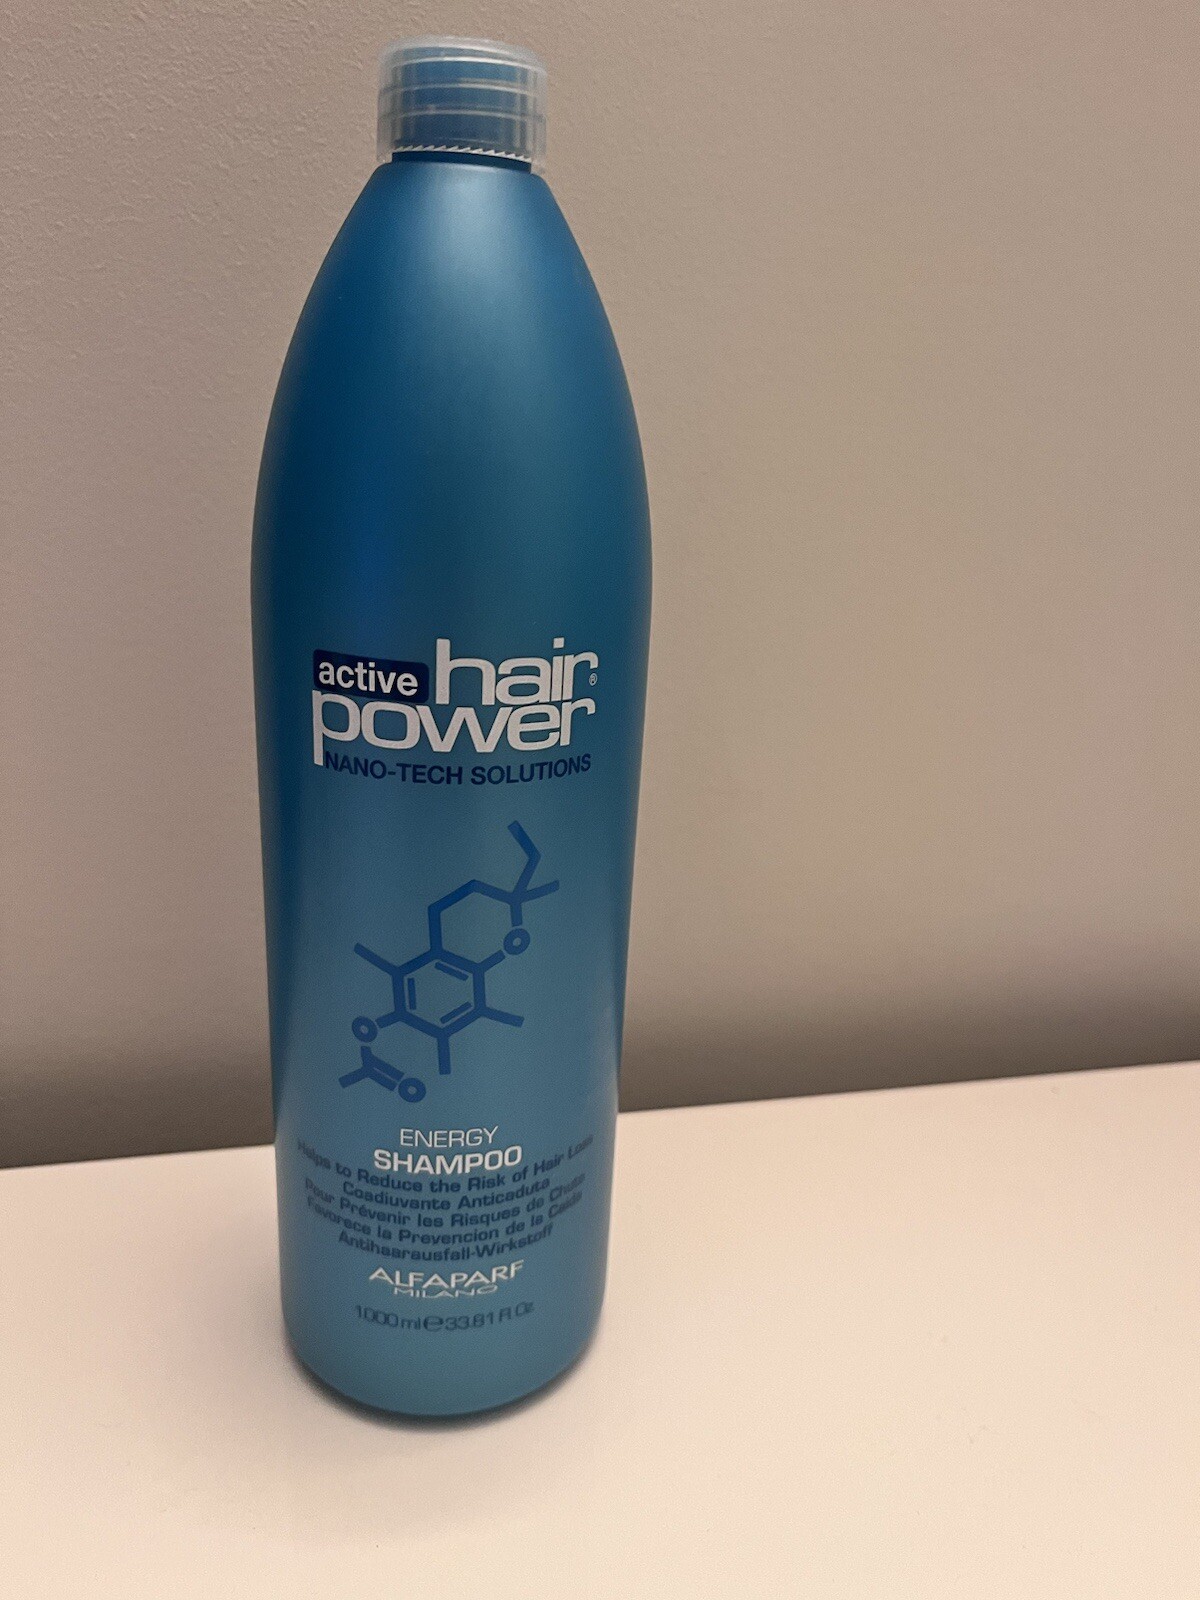 active hair®
power
NANO-TECH SOLUTIONS
O
O
O
ENERGY
SHAMPOO
Helps to Reduce the Risk of Hair Loss
Coadiuvante Anticaduta
Pour Prévenir les Risques de Chute
Favorece la Prevencion de la Caida
Antihaarausfall-Wirkstoff
ALFAPARF
MILANO
1000 ml ℮ 33.81 Fl. Oz